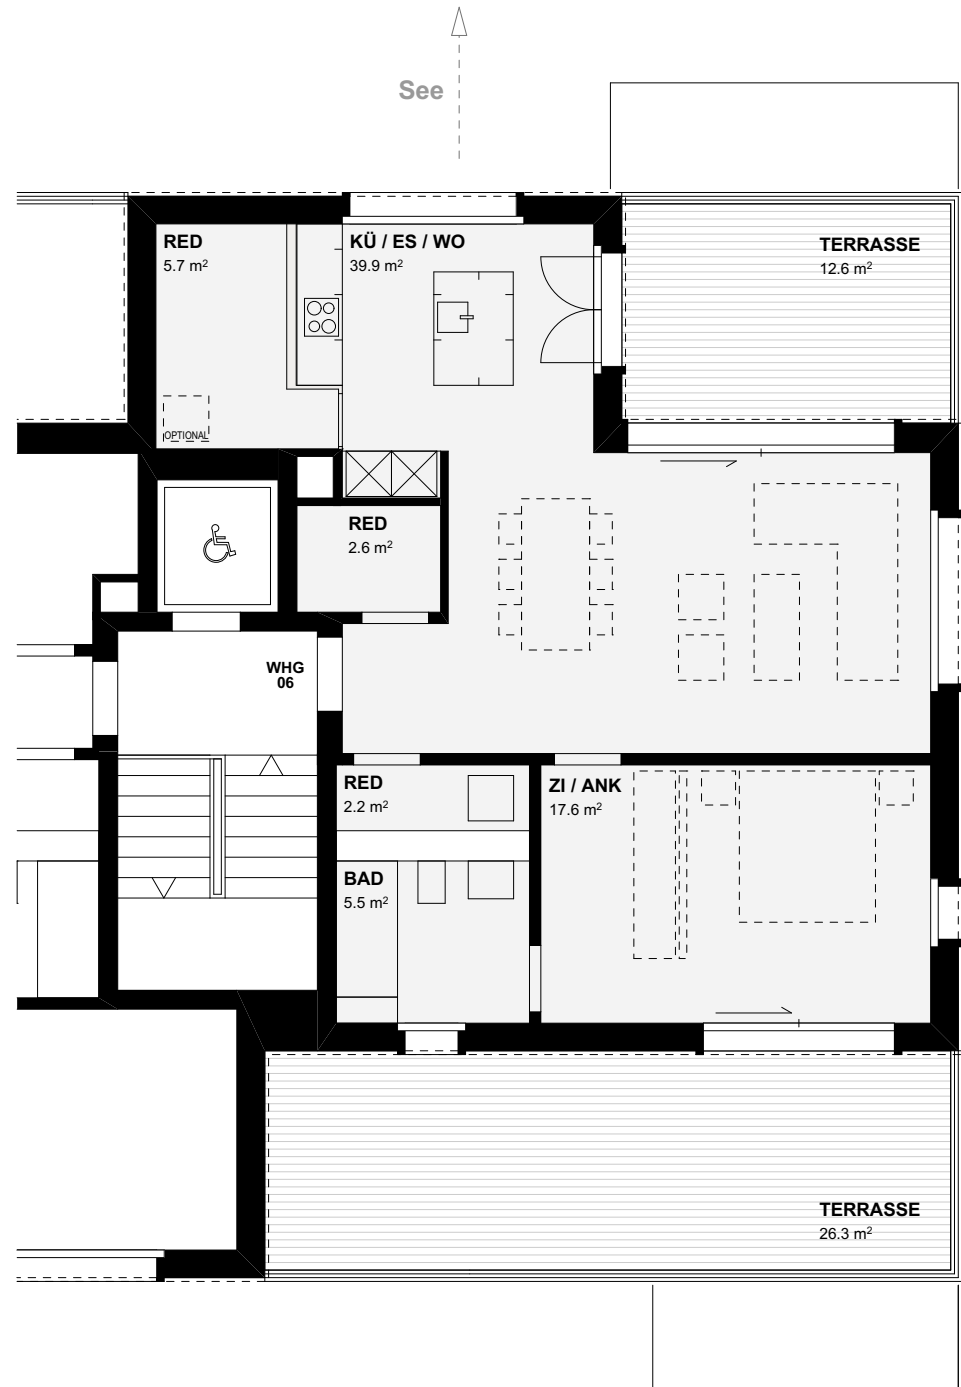 See
RED
5.7 m²
KÜ / ES / WO
39.9 m²
TERRASSE
12.6 m²
OPTIONAL
RED
2.6 m²
WHG
06
RED
2.2 m²
ZI / ANK
17.6 m²
BAD
5.5 m²
TERRASSE
26.3 m²